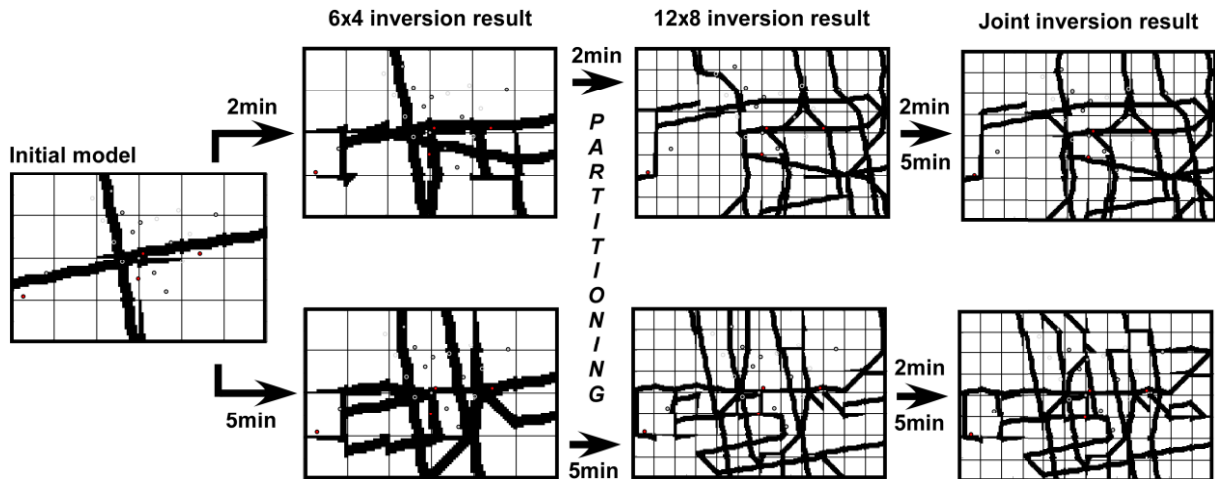 6x4 inversion result
12x8 inversion result
Joint inversion result
2min
2min
2min
5min
Initial model
PARTITIONING
5min
5min
2min
5min